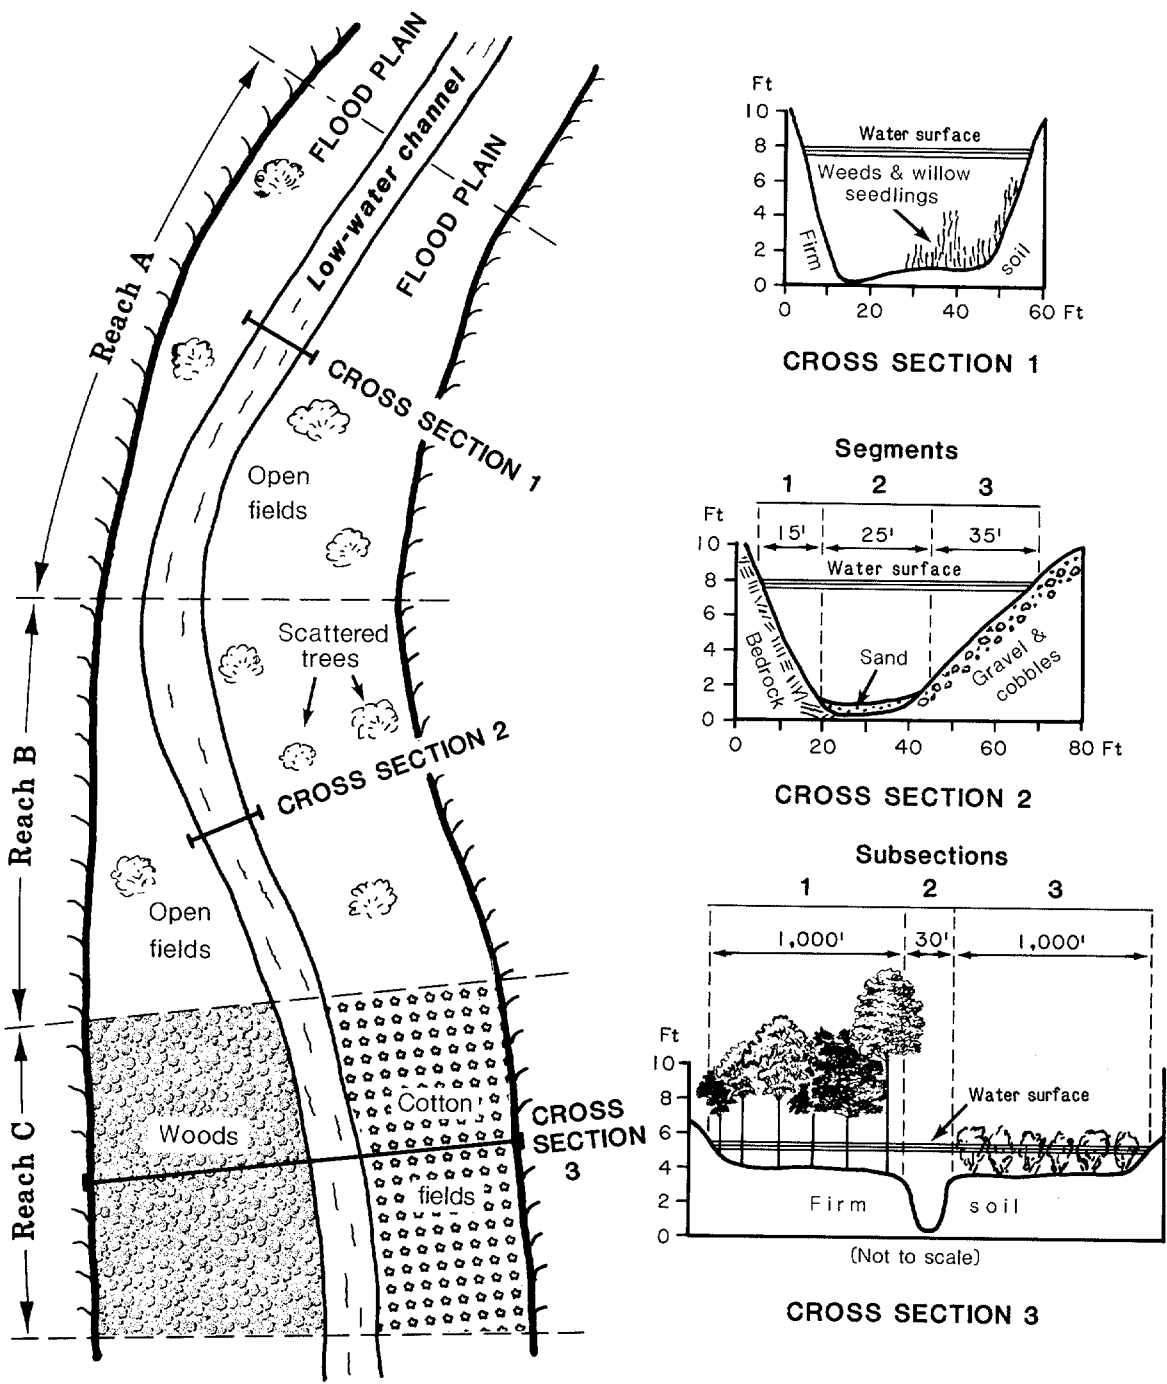 FLOOD PLAIN
Low-water channel
FLOOD PLAIN
Reach A
CROSS SECTION 1
Open
fields
Scattered
trees
CROSS SECTION 2
Reach B
Open
fields
Reach C
Woods
Cotton
fields
CROSS
SECTION
3
Ft
10
8
6
4
2
0
Water surface
Weeds & willow
seedlings
Firm
soil
0 20 40 60 Ft
CROSS SECTION 1
Segments
1 2 3
15' 25' 35'
Ft
10
8
6
4
2
0
Water surface
Bedrock
Sand
Gravel &
cobbles
0 20 40 60 80 Ft
CROSS SECTION 2
Subsections
1 2 3
1,000' 30' 1,000'
Ft
10
8
6
4
2
0
Water surface
Firm soil
(Not to scale)
CROSS SECTION 3